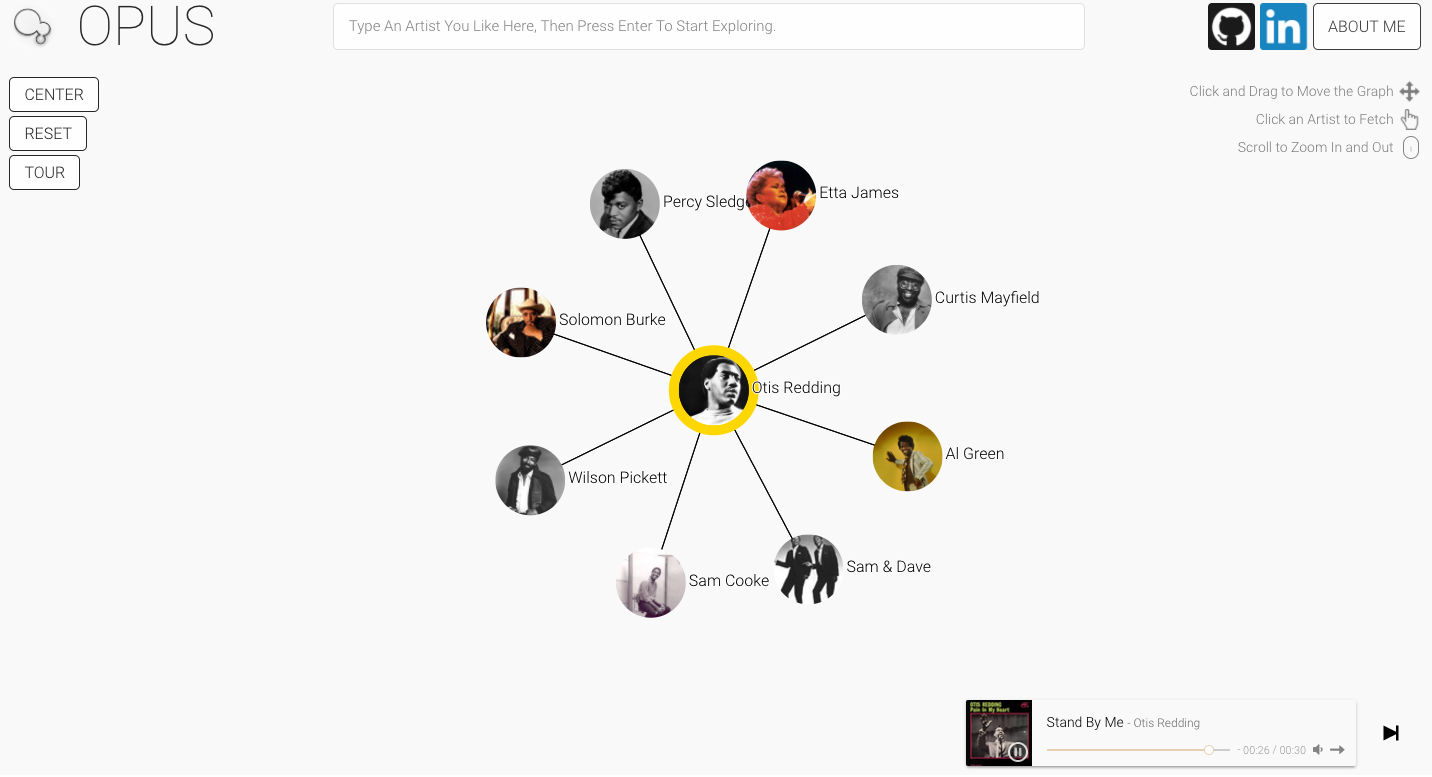 OPUS
Type An Artist You Like Here, Then Press Enter To Start Exploring.
ABOUT ME
CENTER
RESET
TOUR
Click and Drag to Move the Graph
Click an Artist to Fetch
Scroll to Zoom In and Out
Percy Sledg
Etta James
Curtis Mayfield
Solomon Burke
Otis Redding
Al Green
Wilson Pickett
Sam & Dave
Sam Cooke
OTIS REDDING
Pain In My Heart
Stand By Me - Otis Redding
- 00:26 / 00:30
in